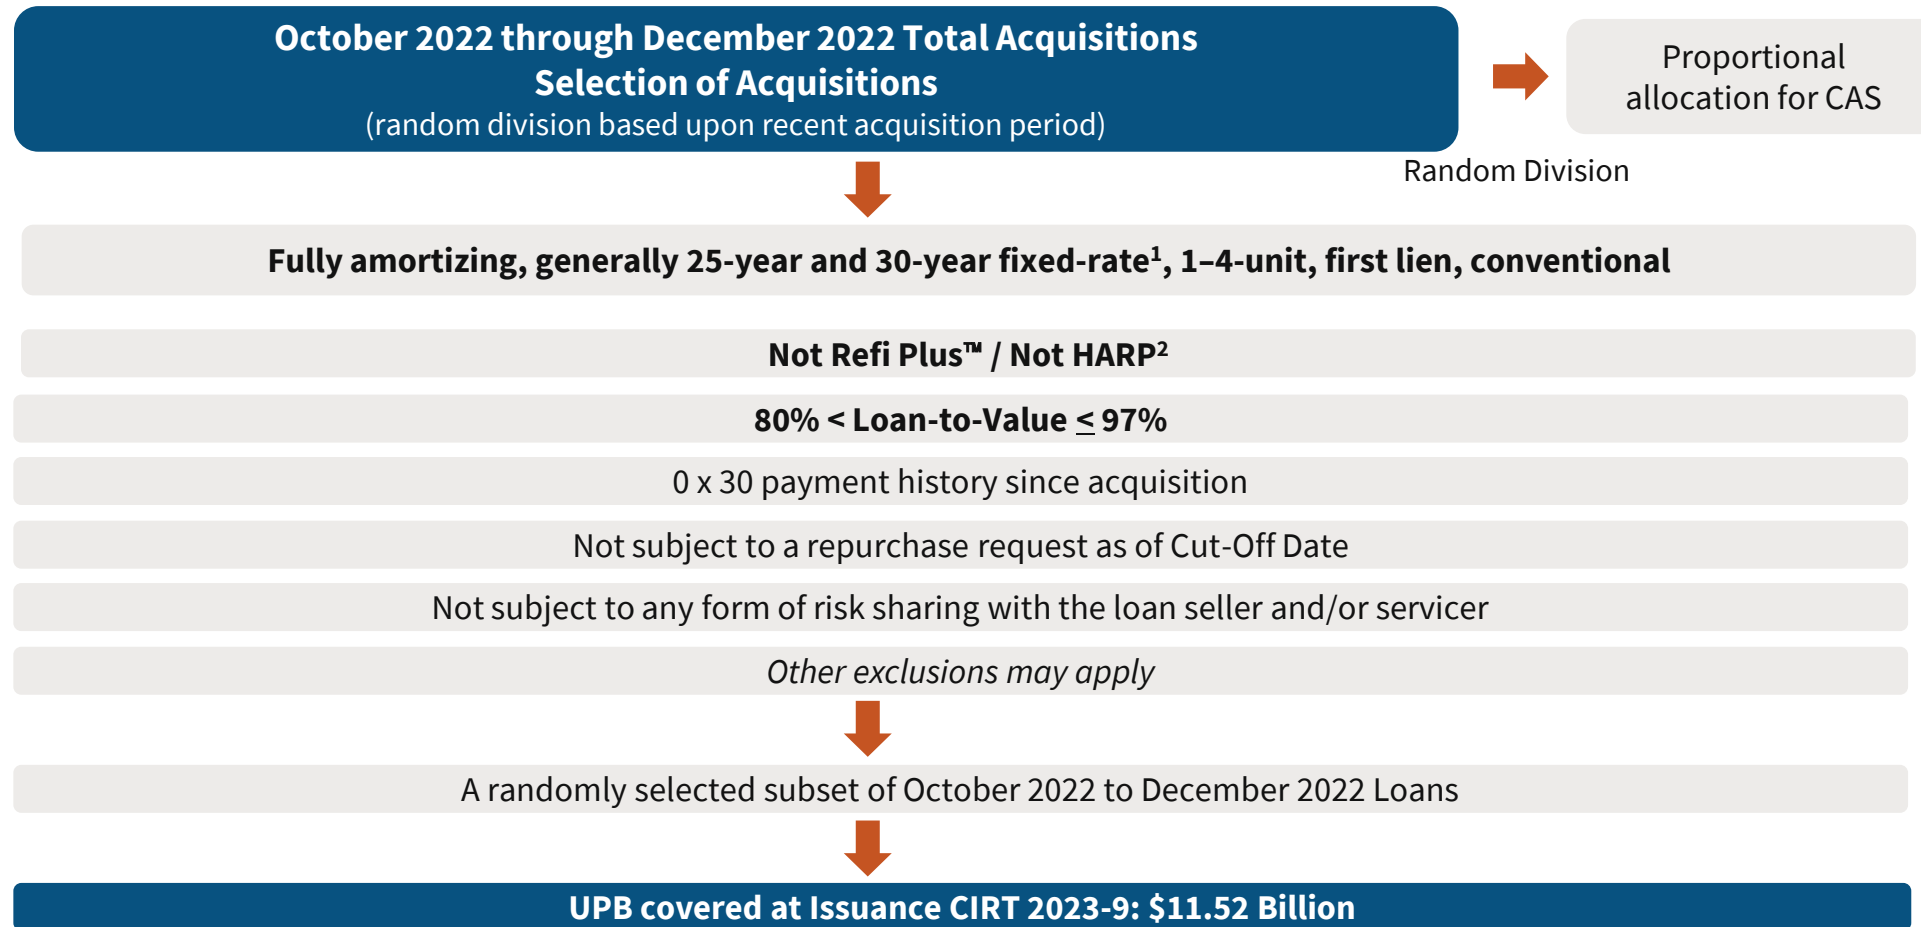 October 2022 through December 2022 Total Acquisitions
Selection of Acquisitions
(random division based upon recent acquisition period)
Proportional
allocation for CAS
Random Division
Fully amortizing, generally 25-year and 30-year fixed-rate¹, 1–4-unit, first lien, conventional
Not Refi Plus™ / Not HARP²
80% < Loan-to-Value ≤ 97%
0 x 30 payment history since acquisition
Not subject to a repurchase request as of Cut-Off Date
Not subject to any form of risk sharing with the loan seller and/or servicer
Other exclusions may apply
A randomly selected subset of October 2022 to December 2022 Loans
UPB covered at Issuance CIRT 2023-9: $11.52 Billion